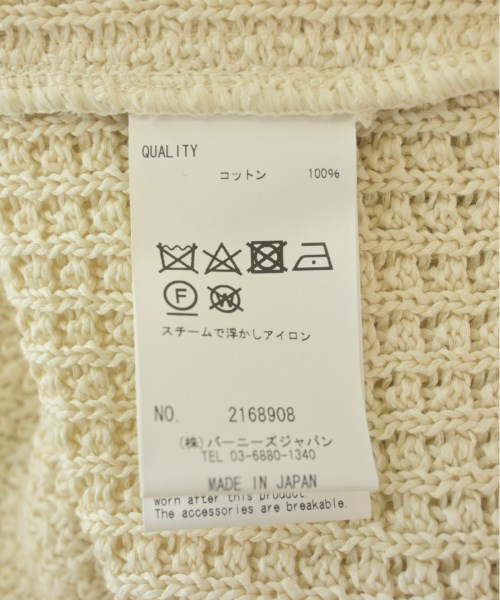 QUALITY
コットン 100%
F W
スチームで浮かしアイロン
NO. 2168908
(株)バーニーズジャパン
TEL 03-6880-1340
MADE IN JAPAN
worn after this product.
The accessories are breakable.